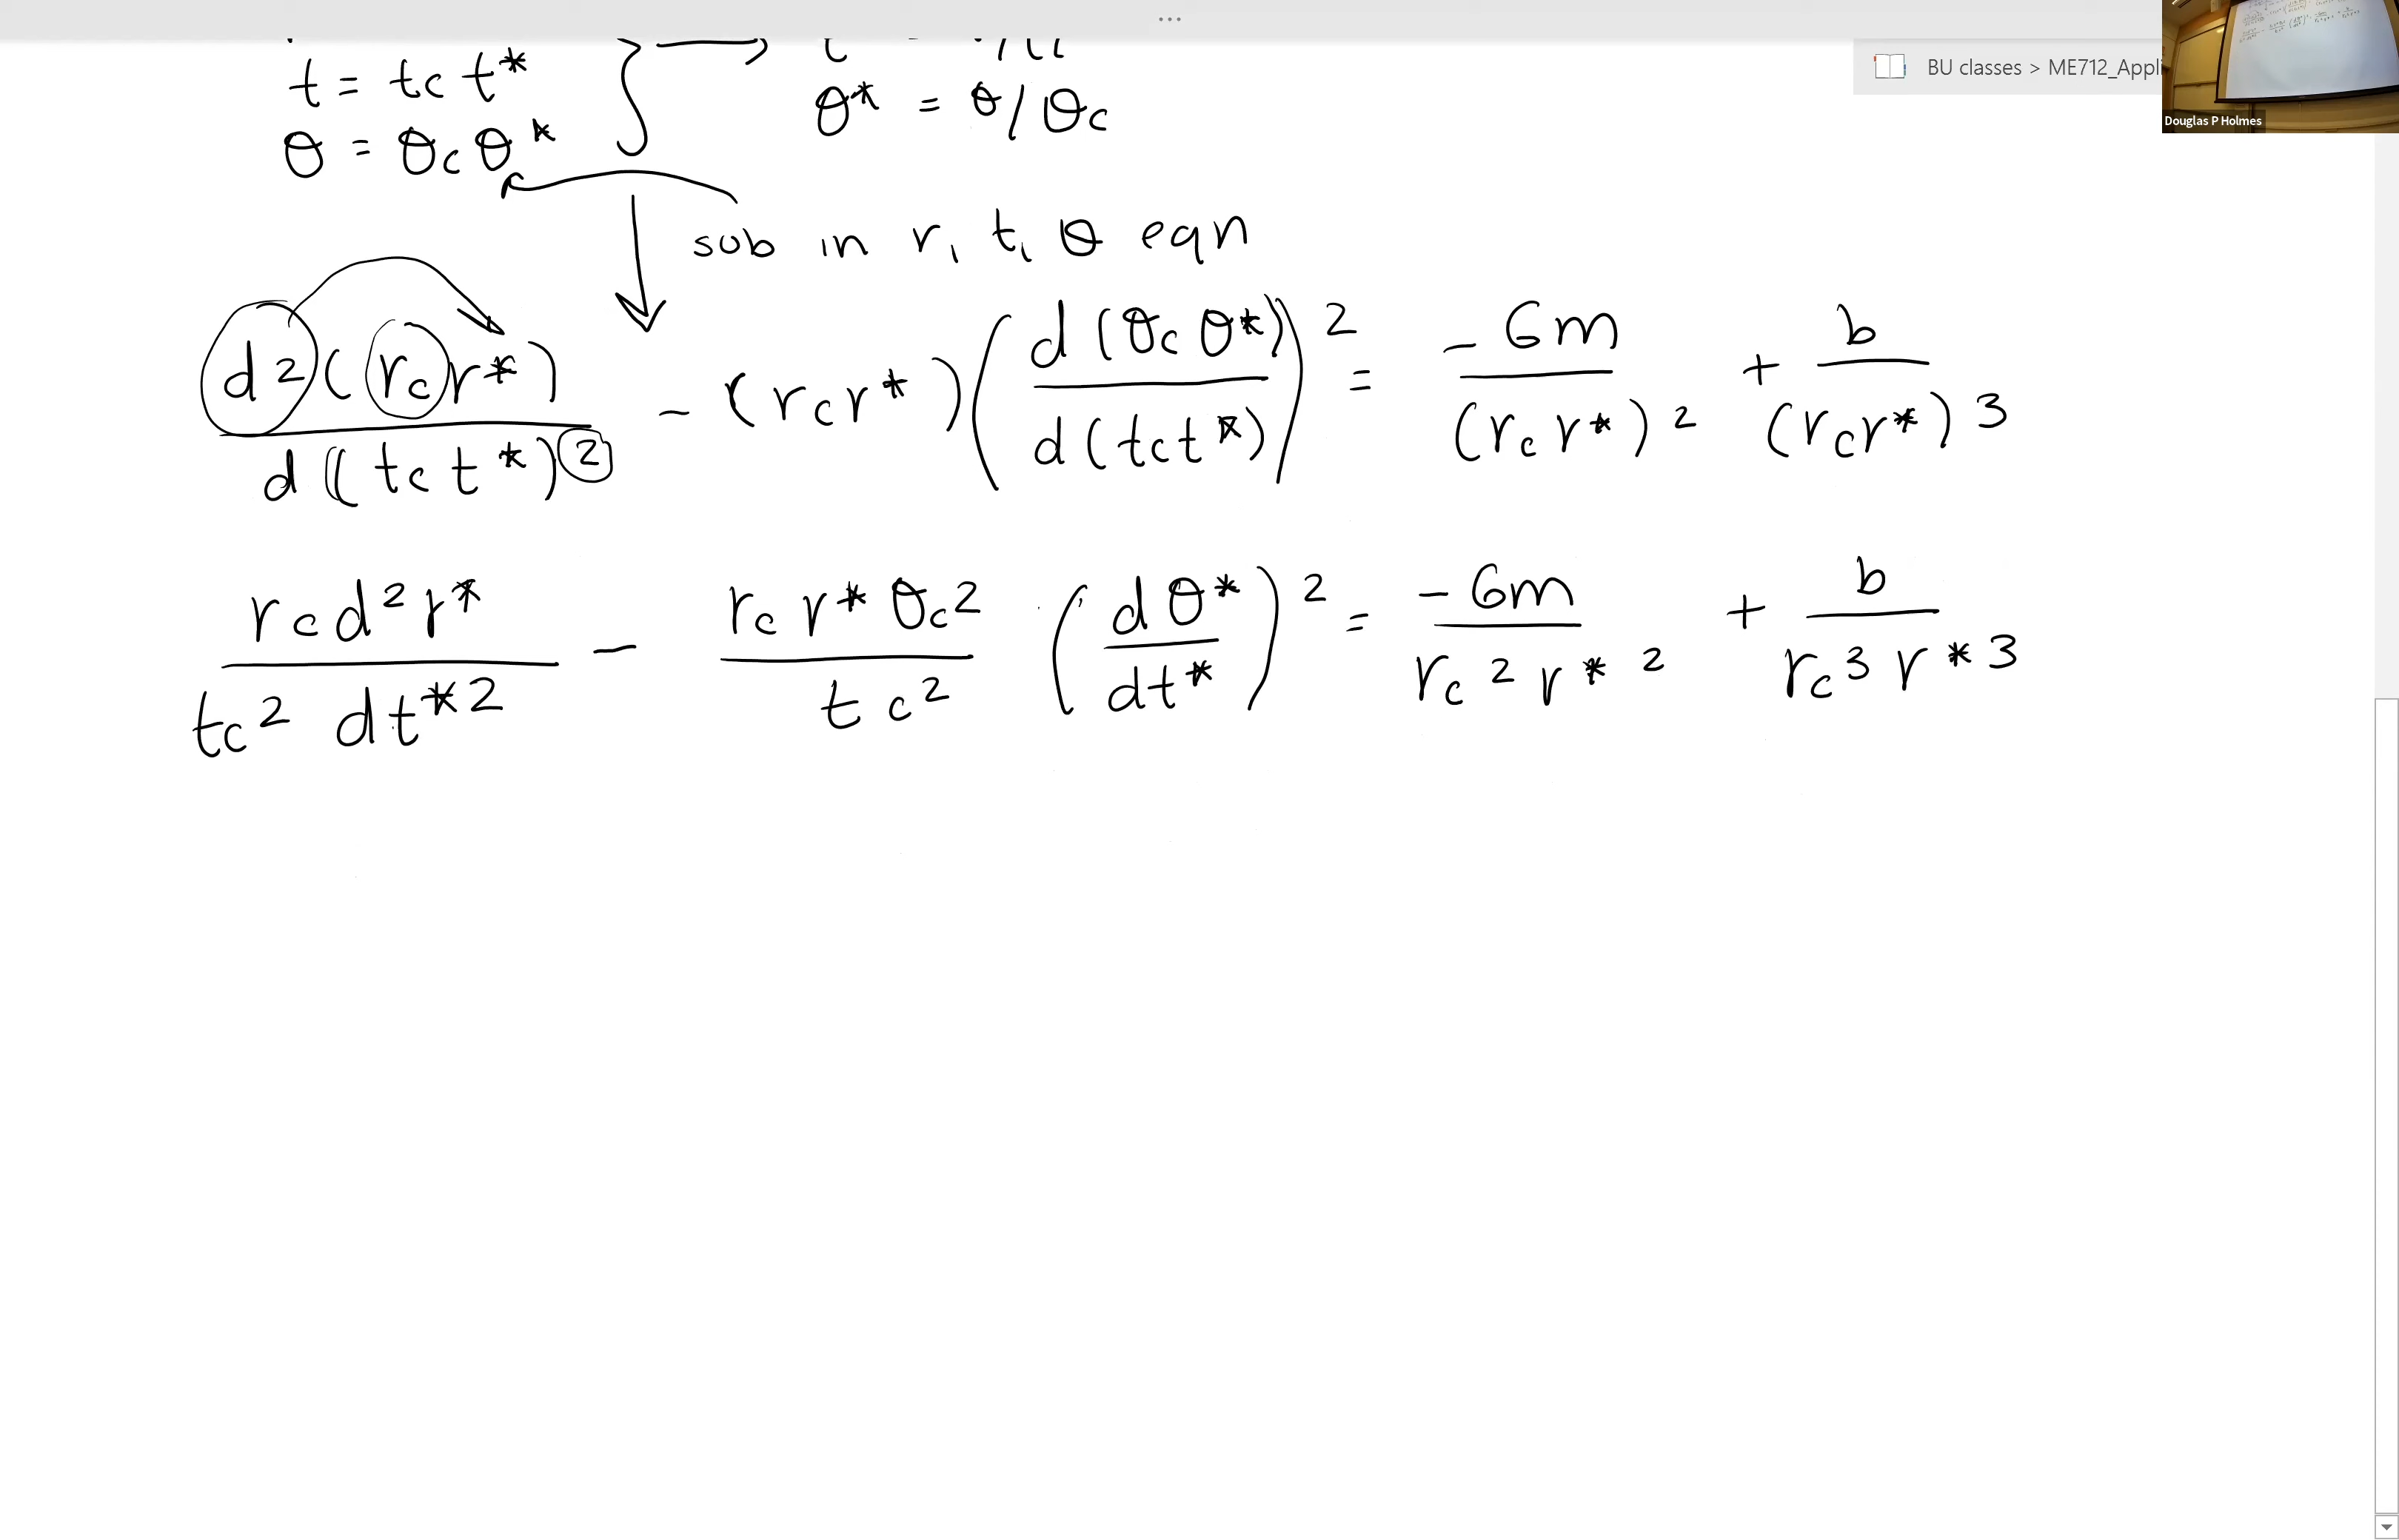 BU classes > ME712_Appli
Douglas P Holmes
t = tc t*
θ* = θ/θc
θ = θc θ*
sub in r, t, θ eqn
d2(rc r*) / d(tc t*)2 - (rc r*)(d(θc θ*) / d(tc t*))2 = -Gm / (rc r*)2 + b / (rc r*)3
rc d2 r* / tc2 dt*2 - rc r* θc2 / tc2 (dθ* / dt*)2 = -Gm / rc2 r*2 + b / rc3 r*3